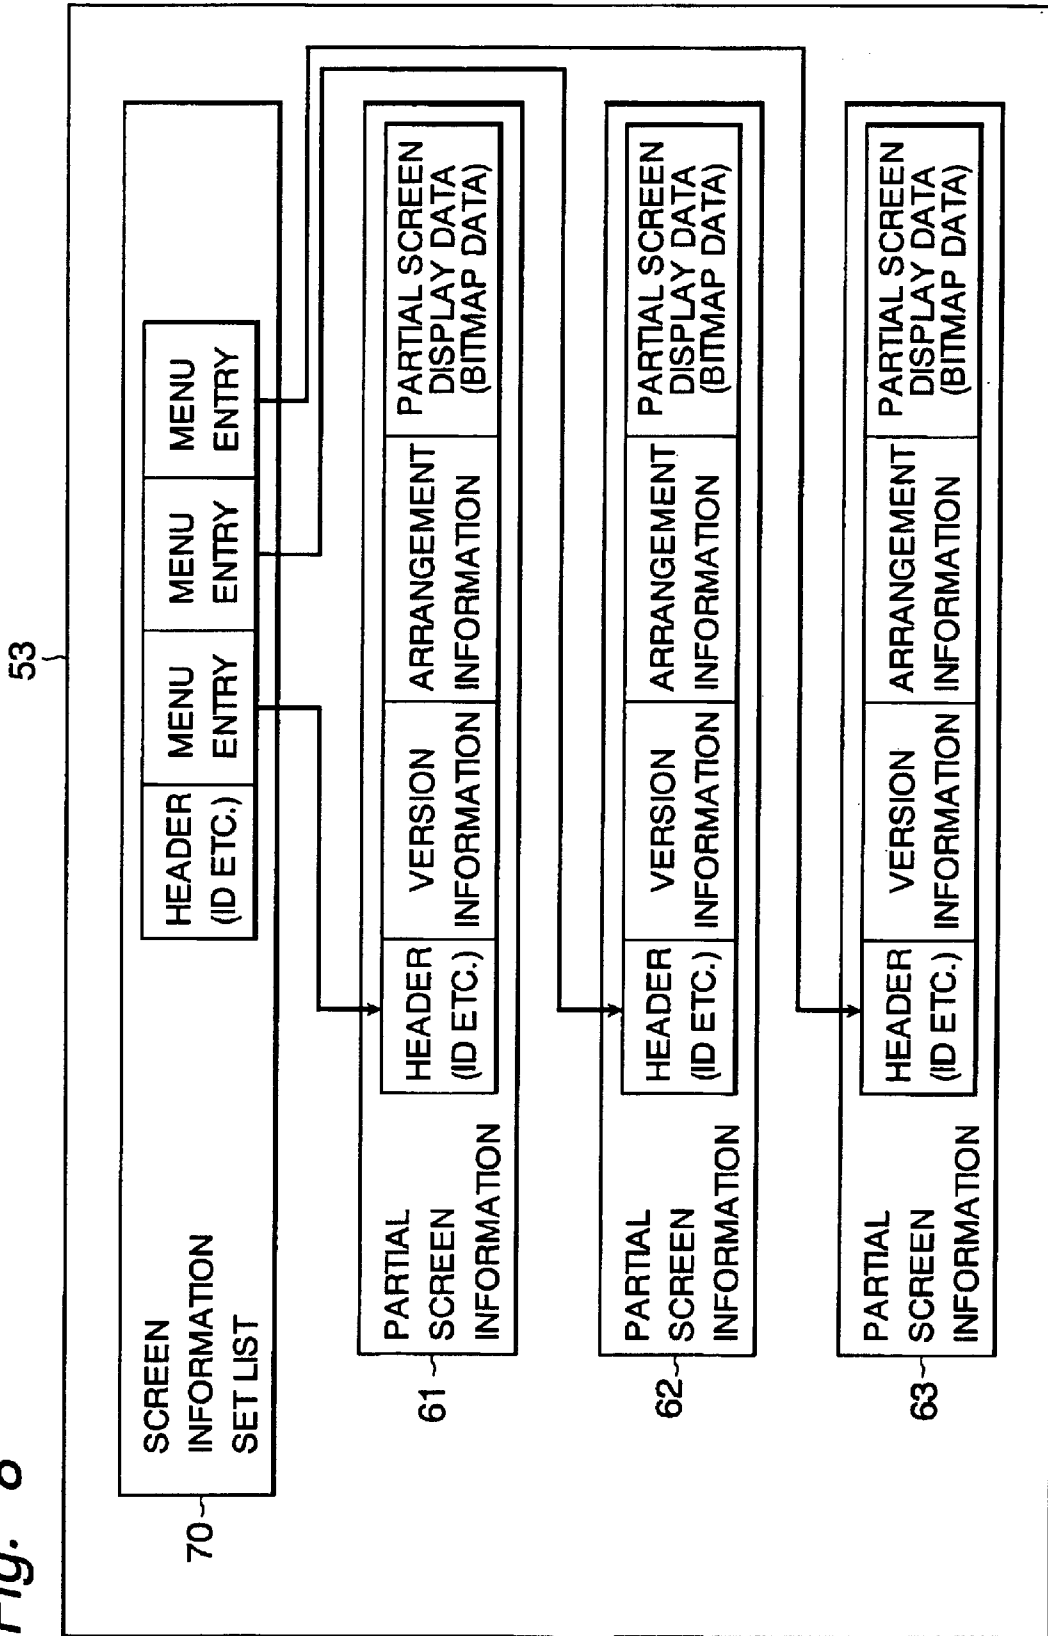 Fig.
53
70
SCREEN
INFORMATION
SET LIST
HEADER
(ID ETC.)
MENU
ENTRY
MENU
ENTRY
MENU
ENTRY
61
PARTIAL
SCREEN
INFORMATION
HEADER
(ID ETC.)
VERSION
INFORMATION
ARRANGEMENT
INFORMATION
PARTIAL SCREEN
DISPLAY DATA
(BITMAP DATA)
62
PARTIAL
SCREEN
INFORMATION
HEADER
(ID ETC.)
VERSION
INFORMATION
ARRANGEMENT
INFORMATION
PARTIAL SCREEN
DISPLAY DATA
(BITMAP DATA)
63
PARTIAL
SCREEN
INFORMATION
HEADER
(ID ETC.)
VERSION
INFORMATION
ARRANGEMENT
INFORMATION
PARTIAL SCREEN
DISPLAY DATA
(BITMAP DATA)